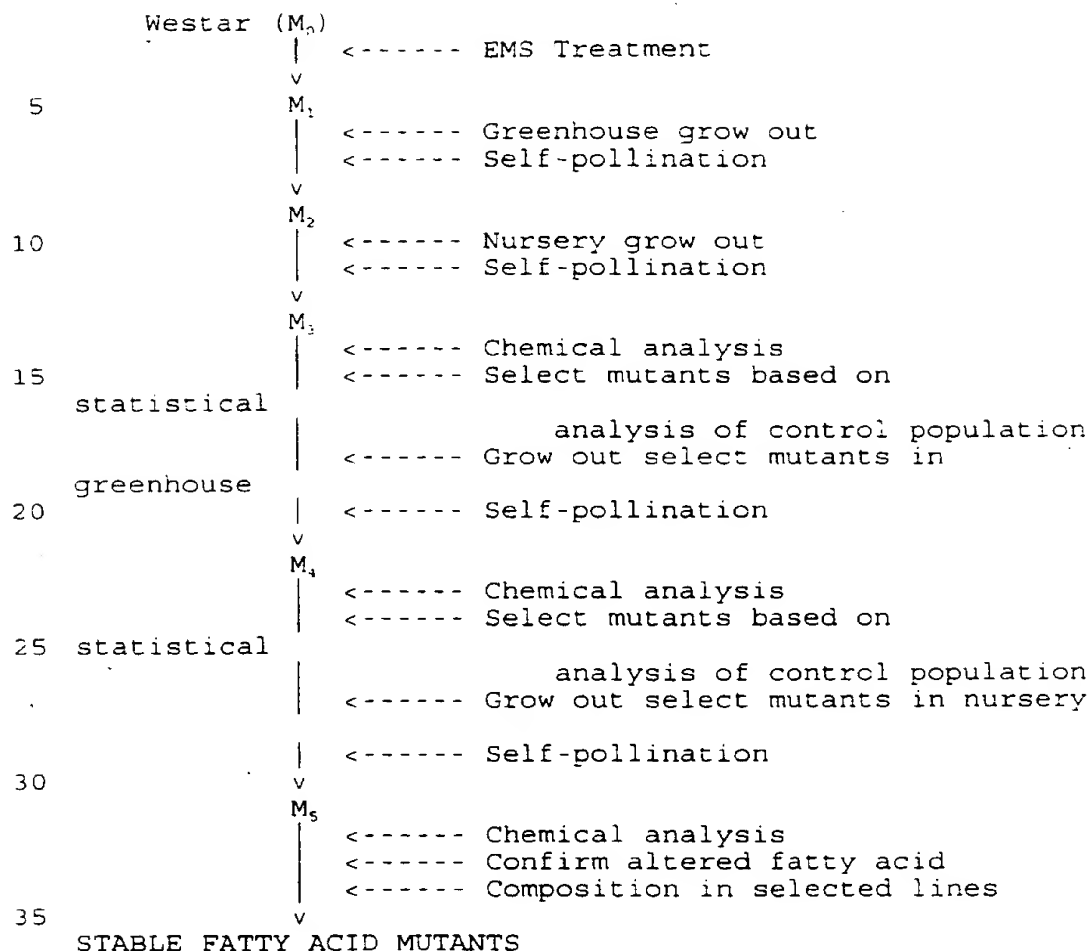 Westar (M₀)
<------ EMS Treatment
5 M₁
<------ Greenhouse grow out
<------ Self-pollination
M₂
10 <------ Nursery grow out
<------ Self-pollination
M₃
<------ Chemical analysis
15 <------ Select mutants based on
statistical
analysis of control population
<------ Grow out select mutants in
greenhouse
20 <------ Self-pollination
M₄
<------ Chemical analysis
<------ Select mutants based on
25 statistical
analysis of control population
<------ Grow out select mutants in nursery
<------ Self-pollination
30
M₅
<------ Chemical analysis
<------ Confirm altered fatty acid
<------ Composition in selected lines
35
STABLE FATTY ACID MUTANTS